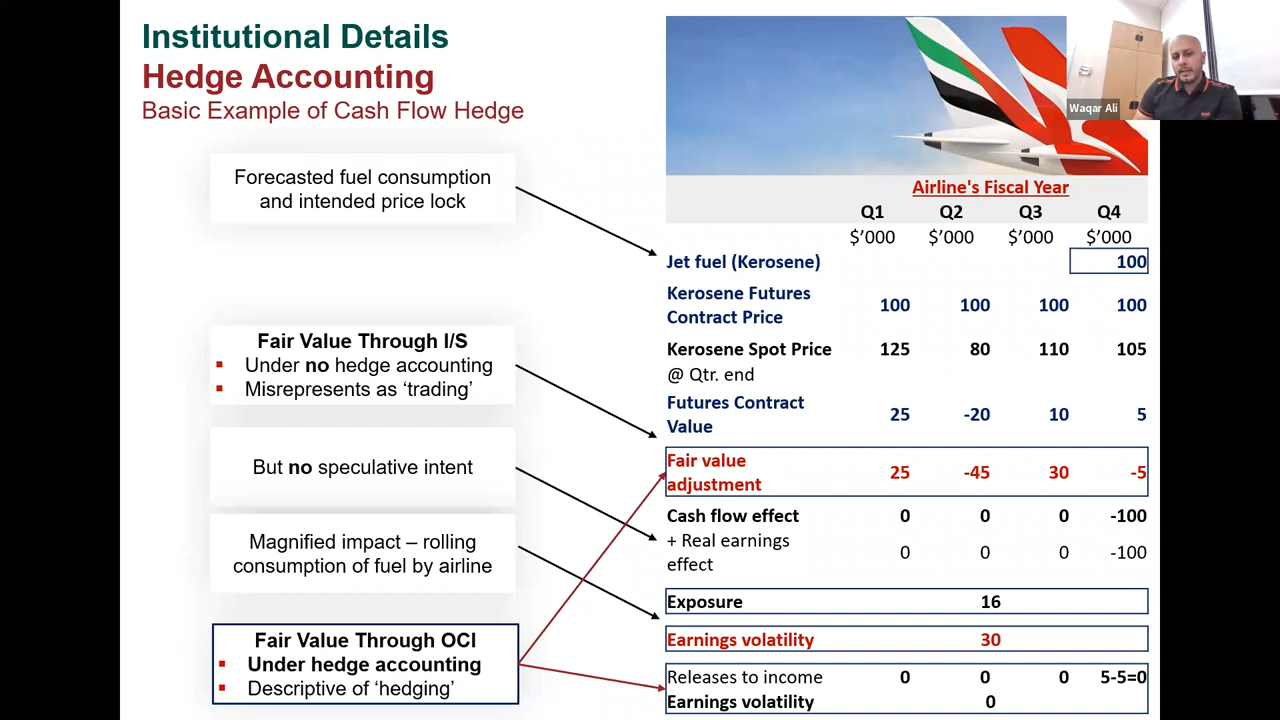 Institutional Details
Hedge Accounting
Basic Example of Cash Flow Hedge
Waqar Ali
Forecasted fuel consumption
and intended price lock
Fair Value Through I/S
Under no hedge accounting
Misrepresents as ‘trading’
But no speculative intent
Magnified impact – rolling
consumption of fuel by airline
Fair Value Through OCI
Under hedge accounting
Descriptive of ‘hedging’
Airline's Fiscal Year
Q1 Q2 Q3 Q4
$’000 $’000 $’000 $’000
Jet fuel (Kerosene) 100
Kerosene Futures
Contract Price 100 100 100 100
Kerosene Spot Price 125 80 110 105
@ Qtr. end
Futures Contract
Value 25 -20 10 5
Fair value
adjustment 25 -45 30 -5
Cash flow effect 0 0 0 -100
+ Real earnings
effect 0 0 0 -100
Exposure 16
Earnings volatility 30
Releases to income 0 0 0 5-5=0
Earnings volatility 0